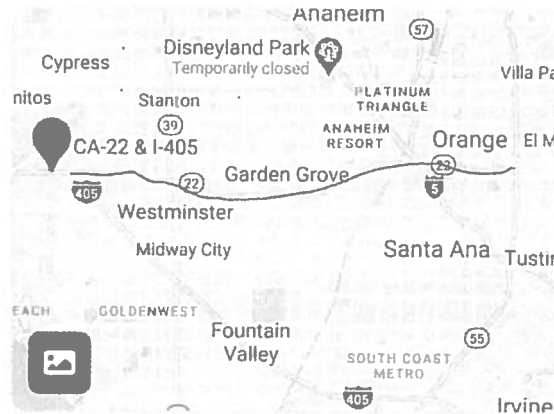 Anaheim
57
Disneyland Park
Temporarily closed
Cypress
Villa Pa
nitos
Stanton
PLATINUM
TRIANGLE
39
ANAHEIM
RESORT
Orange
El M
CA-22 & I-405
22
Garden Grove
22
405
5
Westminster
Midway City
Santa Ana
Tustin
EACH
GOLDENWEST
Fountain
Valley
55
SOUTH COAST
METRO
405
Irvine